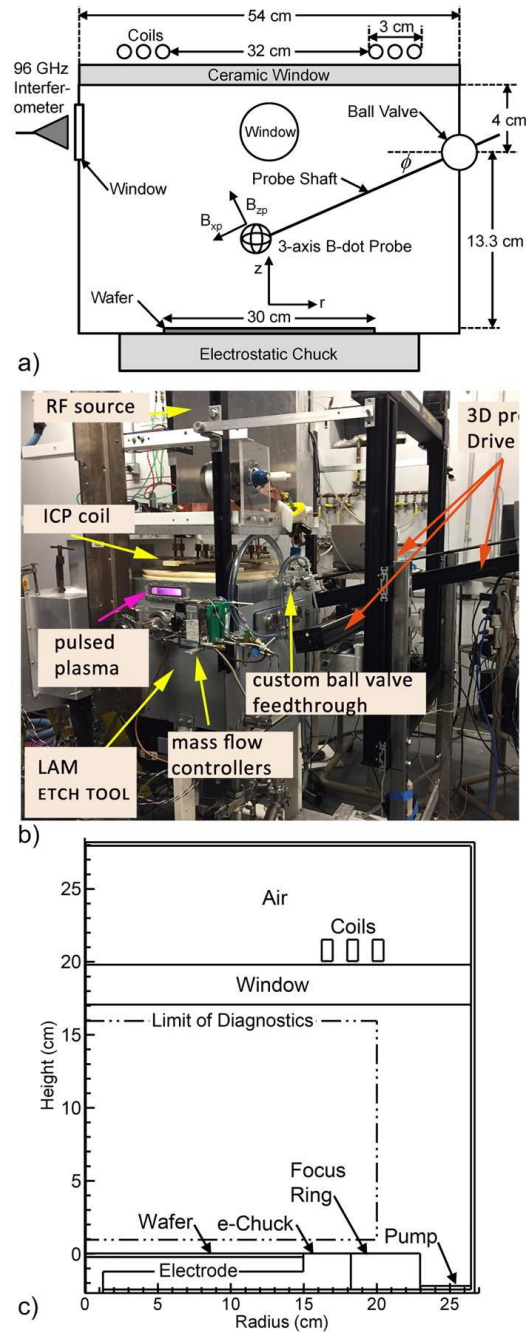 54 cm
Coils
32 cm
3 cm
96 GHz
Interfer-
ometer
Ceramic Window
Ball Valve
4 cm
Window
ϕ
Window
Probe Shaft
Bzp
Bxp
3-axis B-dot Probe
13.3 cm
z
Wafer
r
30 cm
Electrostatic Chuck
a)
RF source
3D pr
Drive
ICP coil
pulsed
plasma
custom ball valve
feedthrough
mass flow
controllers
LAM
ETCH TOOL
b)
25
Air
Coils
20
Window
15
Limit of Diagnostics
Height (cm)
10
5
Focus
Ring
Wafer
e-Chuck
Pump
0
Electrode
0
5
10
15
20
25
Radius (cm)
c)